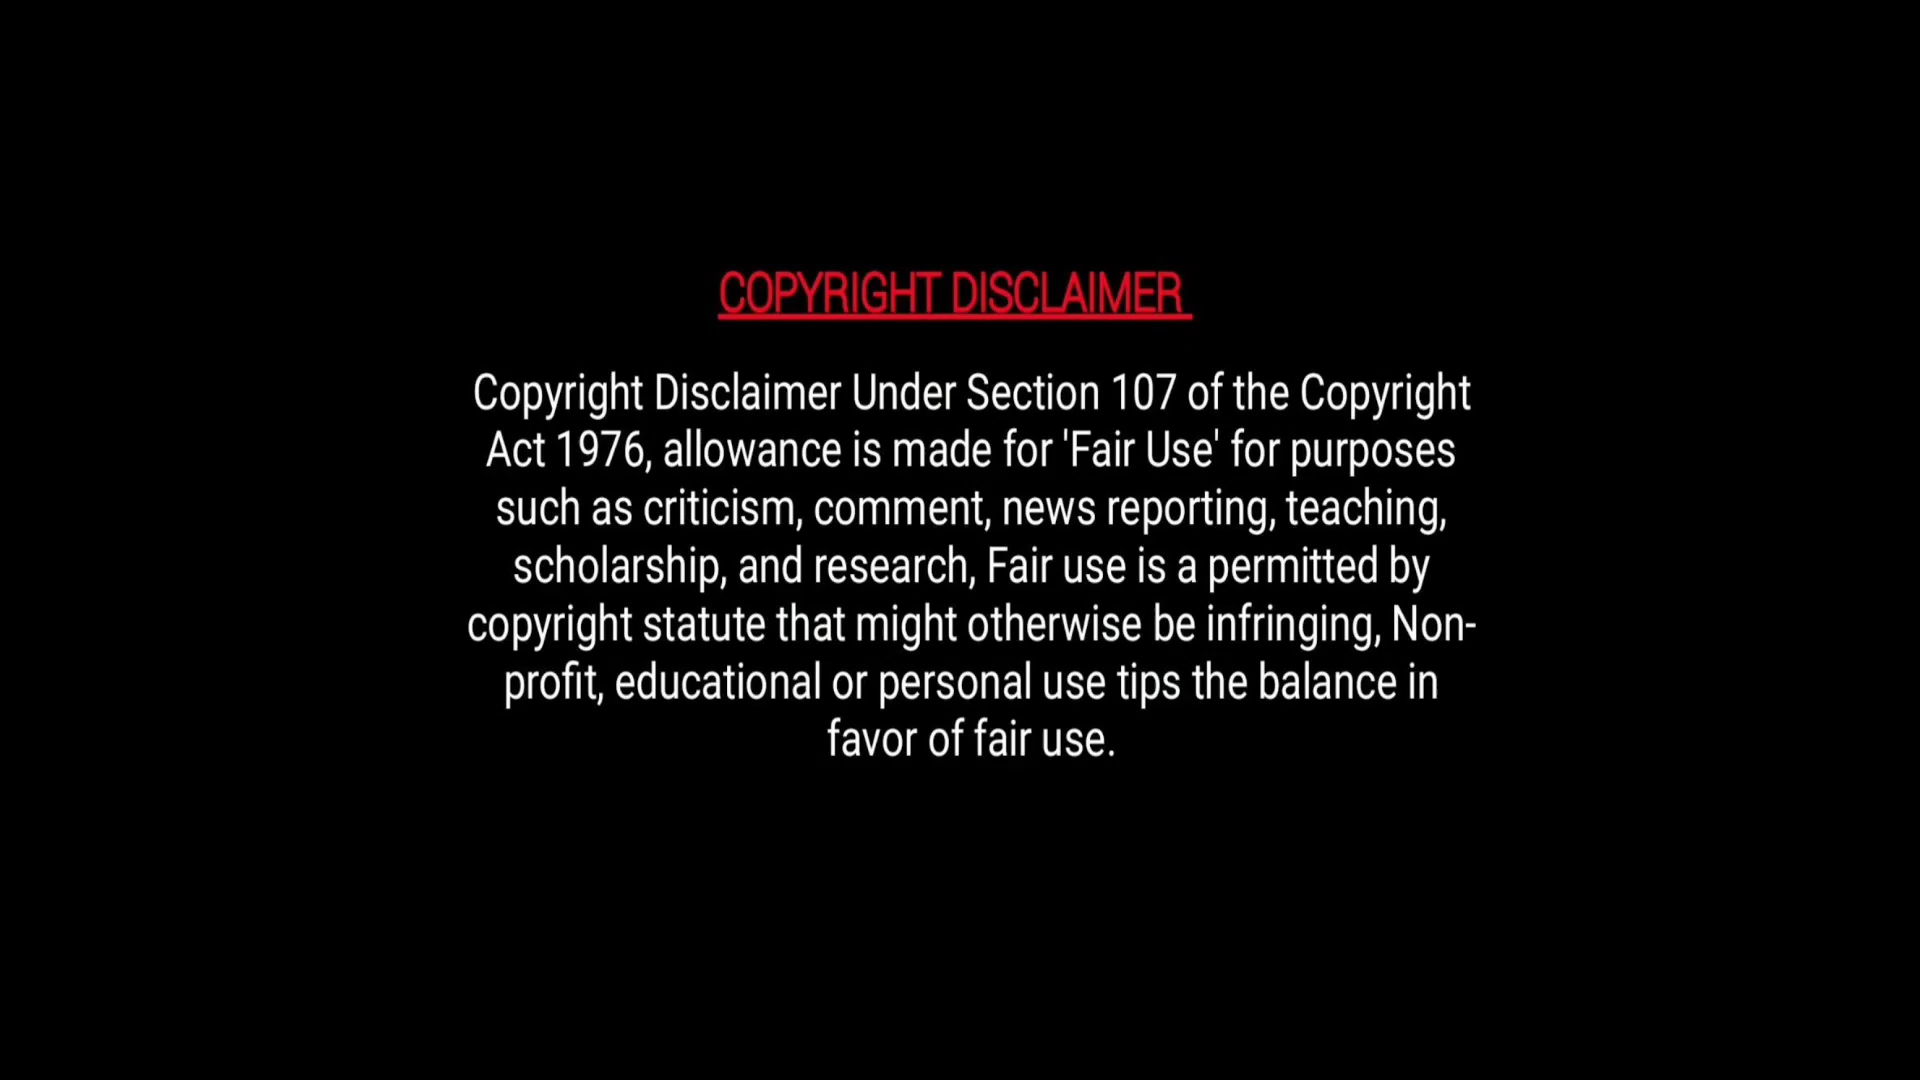 COPYRIGHT DISCLAIMER
Copyright Disclaimer Under Section 107 of the Copyright
Act 1976, allowance is made for 'Fair Use' for purposes
such as criticism, comment, news reporting, teaching,
scholarship, and research, Fair use is a permitted by
copyright statute that might otherwise be infringing, Non-
profit, educational or personal use tips the balance in
favor of fair use.